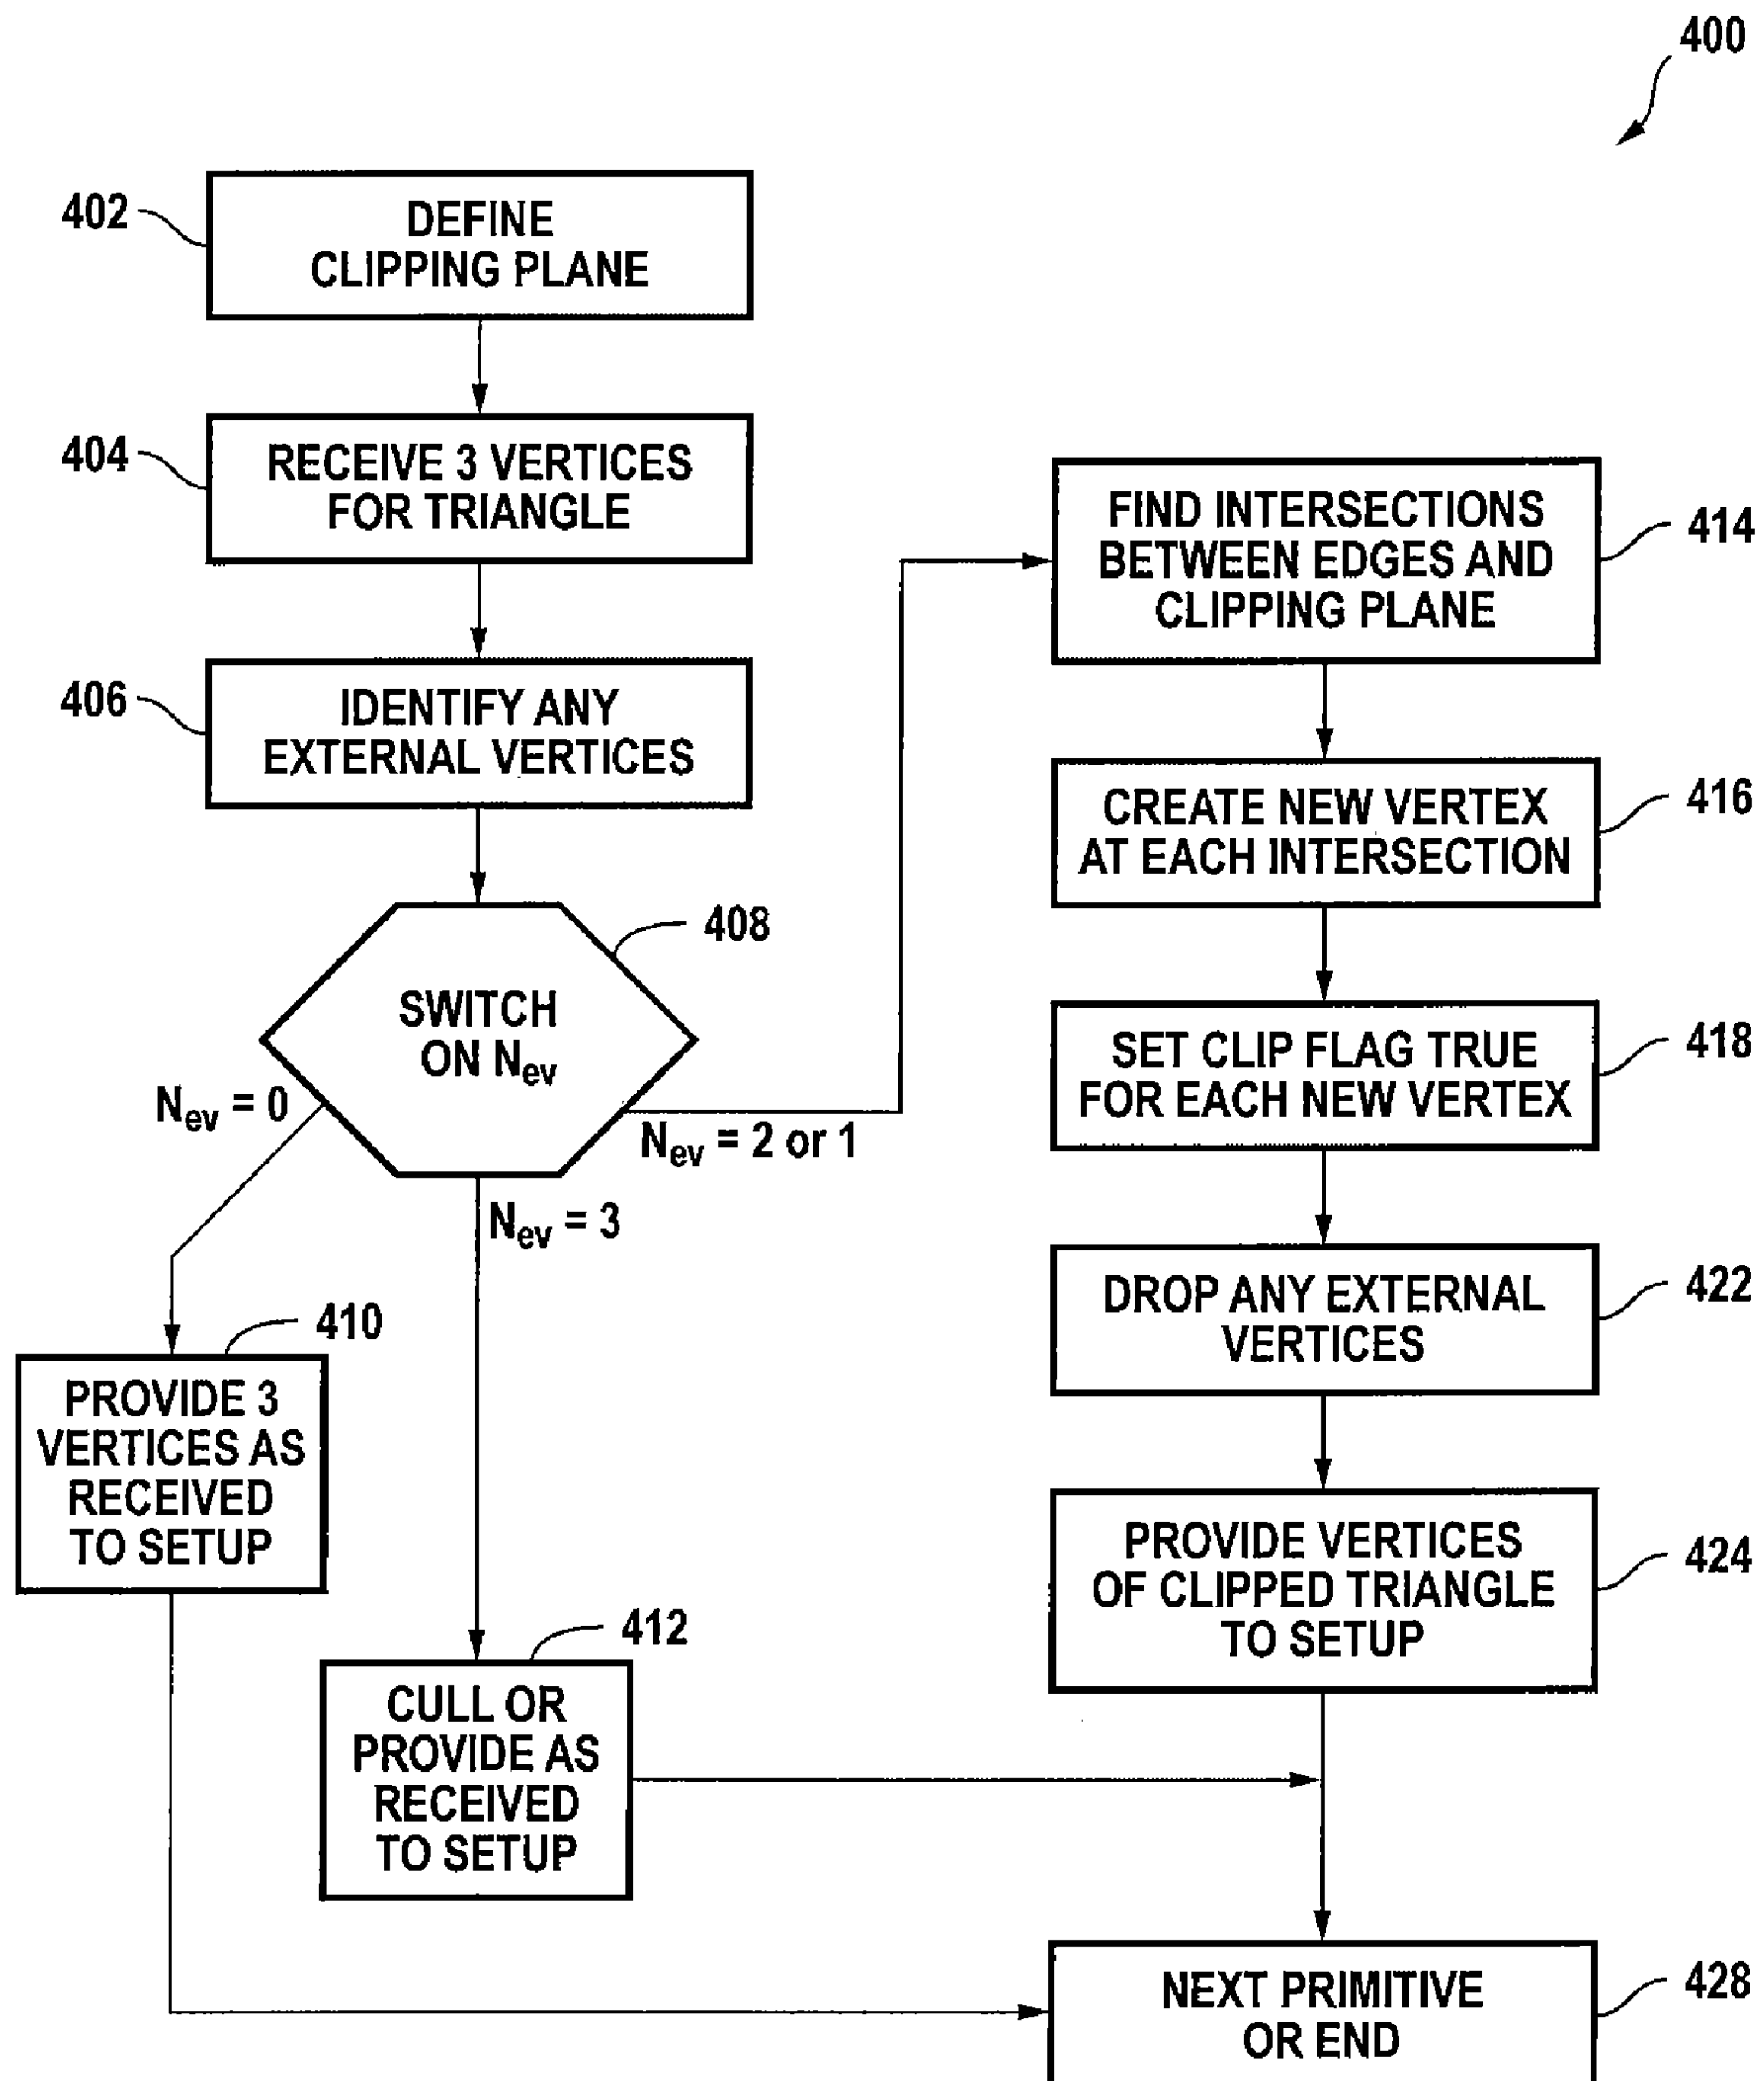 400
402
DEFINE
CLIPPING PLANE
404
RECEIVE 3 VERTICES
FOR TRIANGLE
406
IDENTIFY ANY
EXTERNAL VERTICES
408
SWITCH
ON Nev
Nev = 0
Nev = 2 or 1
Nev = 3
410
PROVIDE 3
VERTICES AS
RECEIVED
TO SETUP
412
CULL OR
PROVIDE AS
RECEIVED
TO SETUP
FIND INTERSECTIONS
BETWEEN EDGES AND
CLIPPING PLANE
414
CREATE NEW VERTEX
AT EACH INTERSECTION
416
SET CLIP FLAG TRUE
FOR EACH NEW VERTEX
418
DROP ANY EXTERNAL
VERTICES
422
PROVIDE VERTICES
OF CLIPPED TRIANGLE
TO SETUP
424
NEXT PRIMITIVE
OR END
428